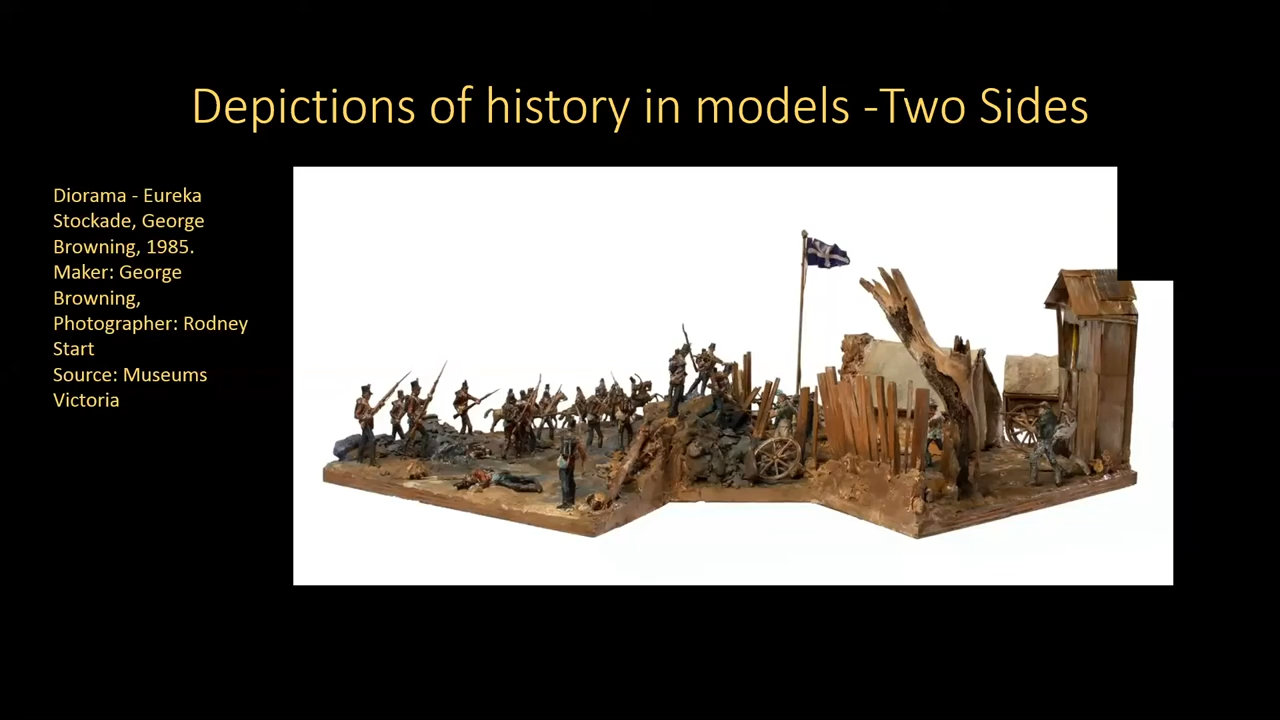 Depictions of history in models -Two Sides
Diorama - Eureka
Stockade, George
Browning, 1985.
Maker: George
Browning,
Photographer: Rodney
Start
Source: Museums
Victoria